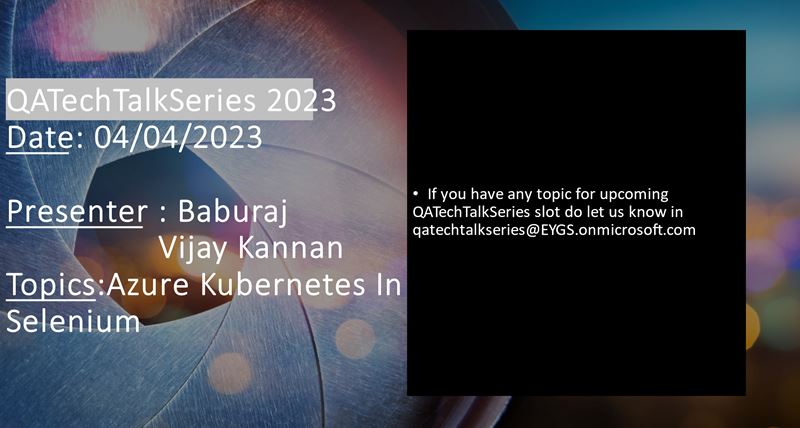 QATechTalkSeries 2023
Date: 04/04/2023
Presenter : Baburaj
Vijay Kannan
Topics:Azure Kubernetes In
Selenium
• If you have any topic for upcoming
QATechTalkSeries slot do let us know in
qatechtalkseries@EYGS.onmicrosoft.com